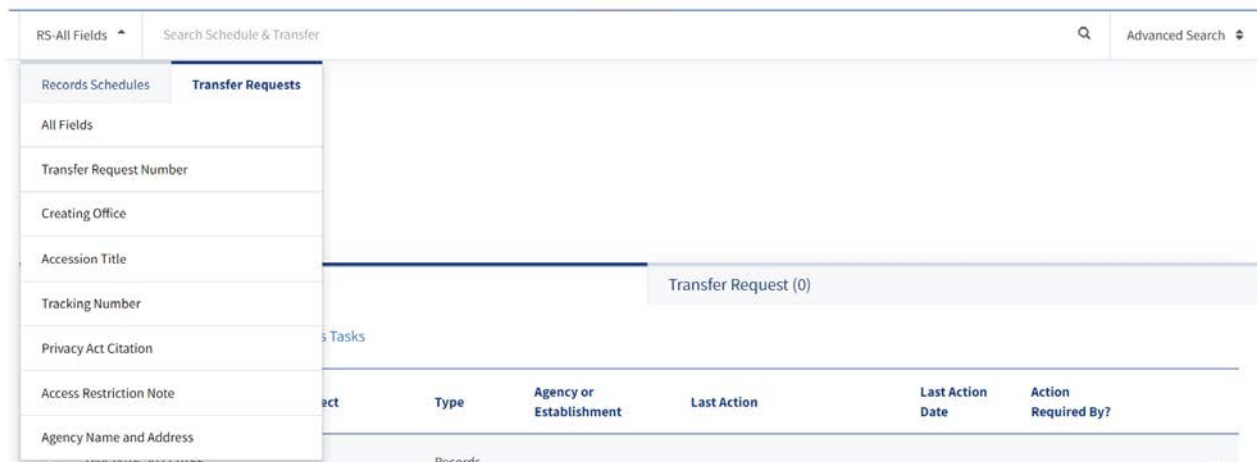 RS-All Fields Search Schedule & Transfer Advanced Search
Records Schedules Transfer Requests
All Fields
Transfer Request Number
Creating Office
Accession Title
Transfer Request (0)
Tracking Number
Tasks
Privacy Act Citation
Access Restriction Note
Type
Agency or Establishment
Last Action
Last Action Date
Action Required By?
Agency Name and Address
Records